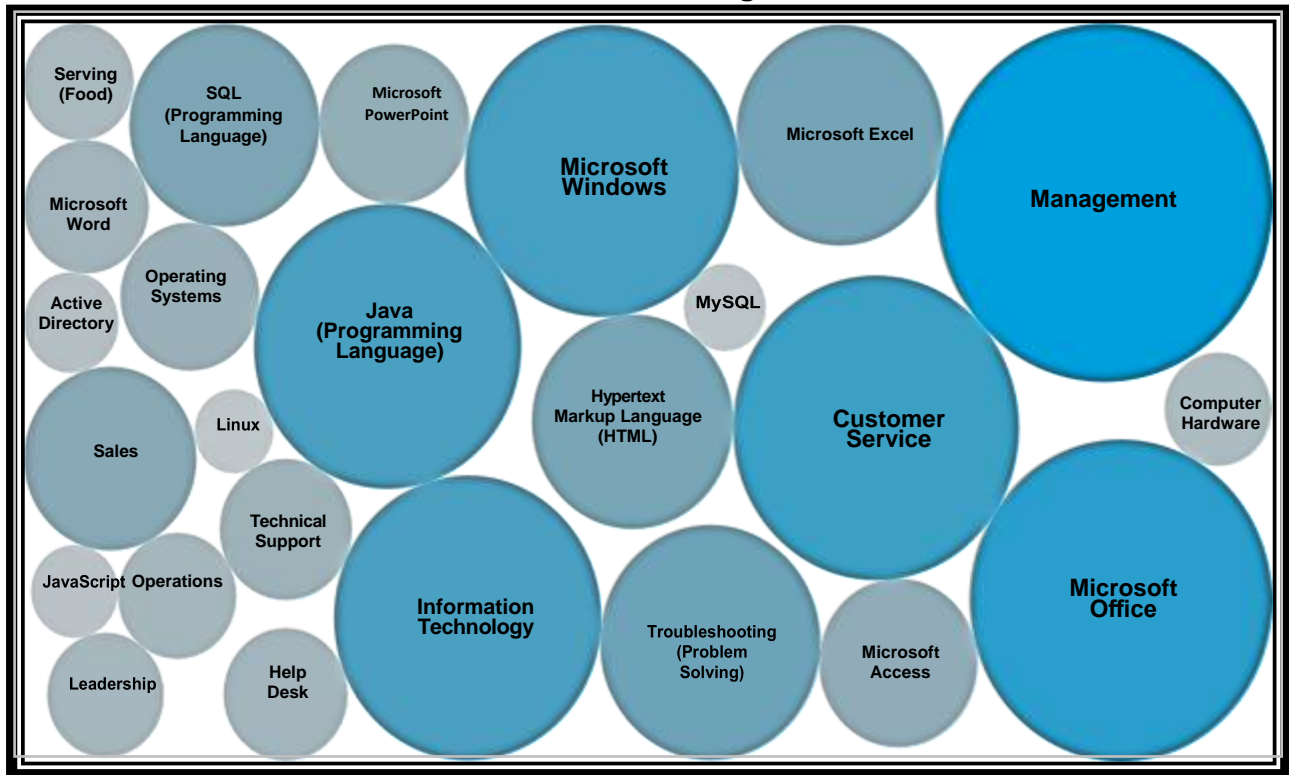 Serving
(Food)
SQL
(Programming
Language)
Microsoft
PowerPoint
Microsoft
Windows
Microsoft Excel
Management
Microsoft
Word
Operating
Systems
Active
Directory
Java
(Programming
Language)
MySQL
Hypertext
Markup Language
(HTML)
Customer
Service
Computer
Hardware
Sales
Linux
Technical
Support
JavaScript
Operations
Information
Technology
Troubleshooting
(Problem
Solving)
Microsoft
Access
Microsoft
Office
Leadership
Help
Desk